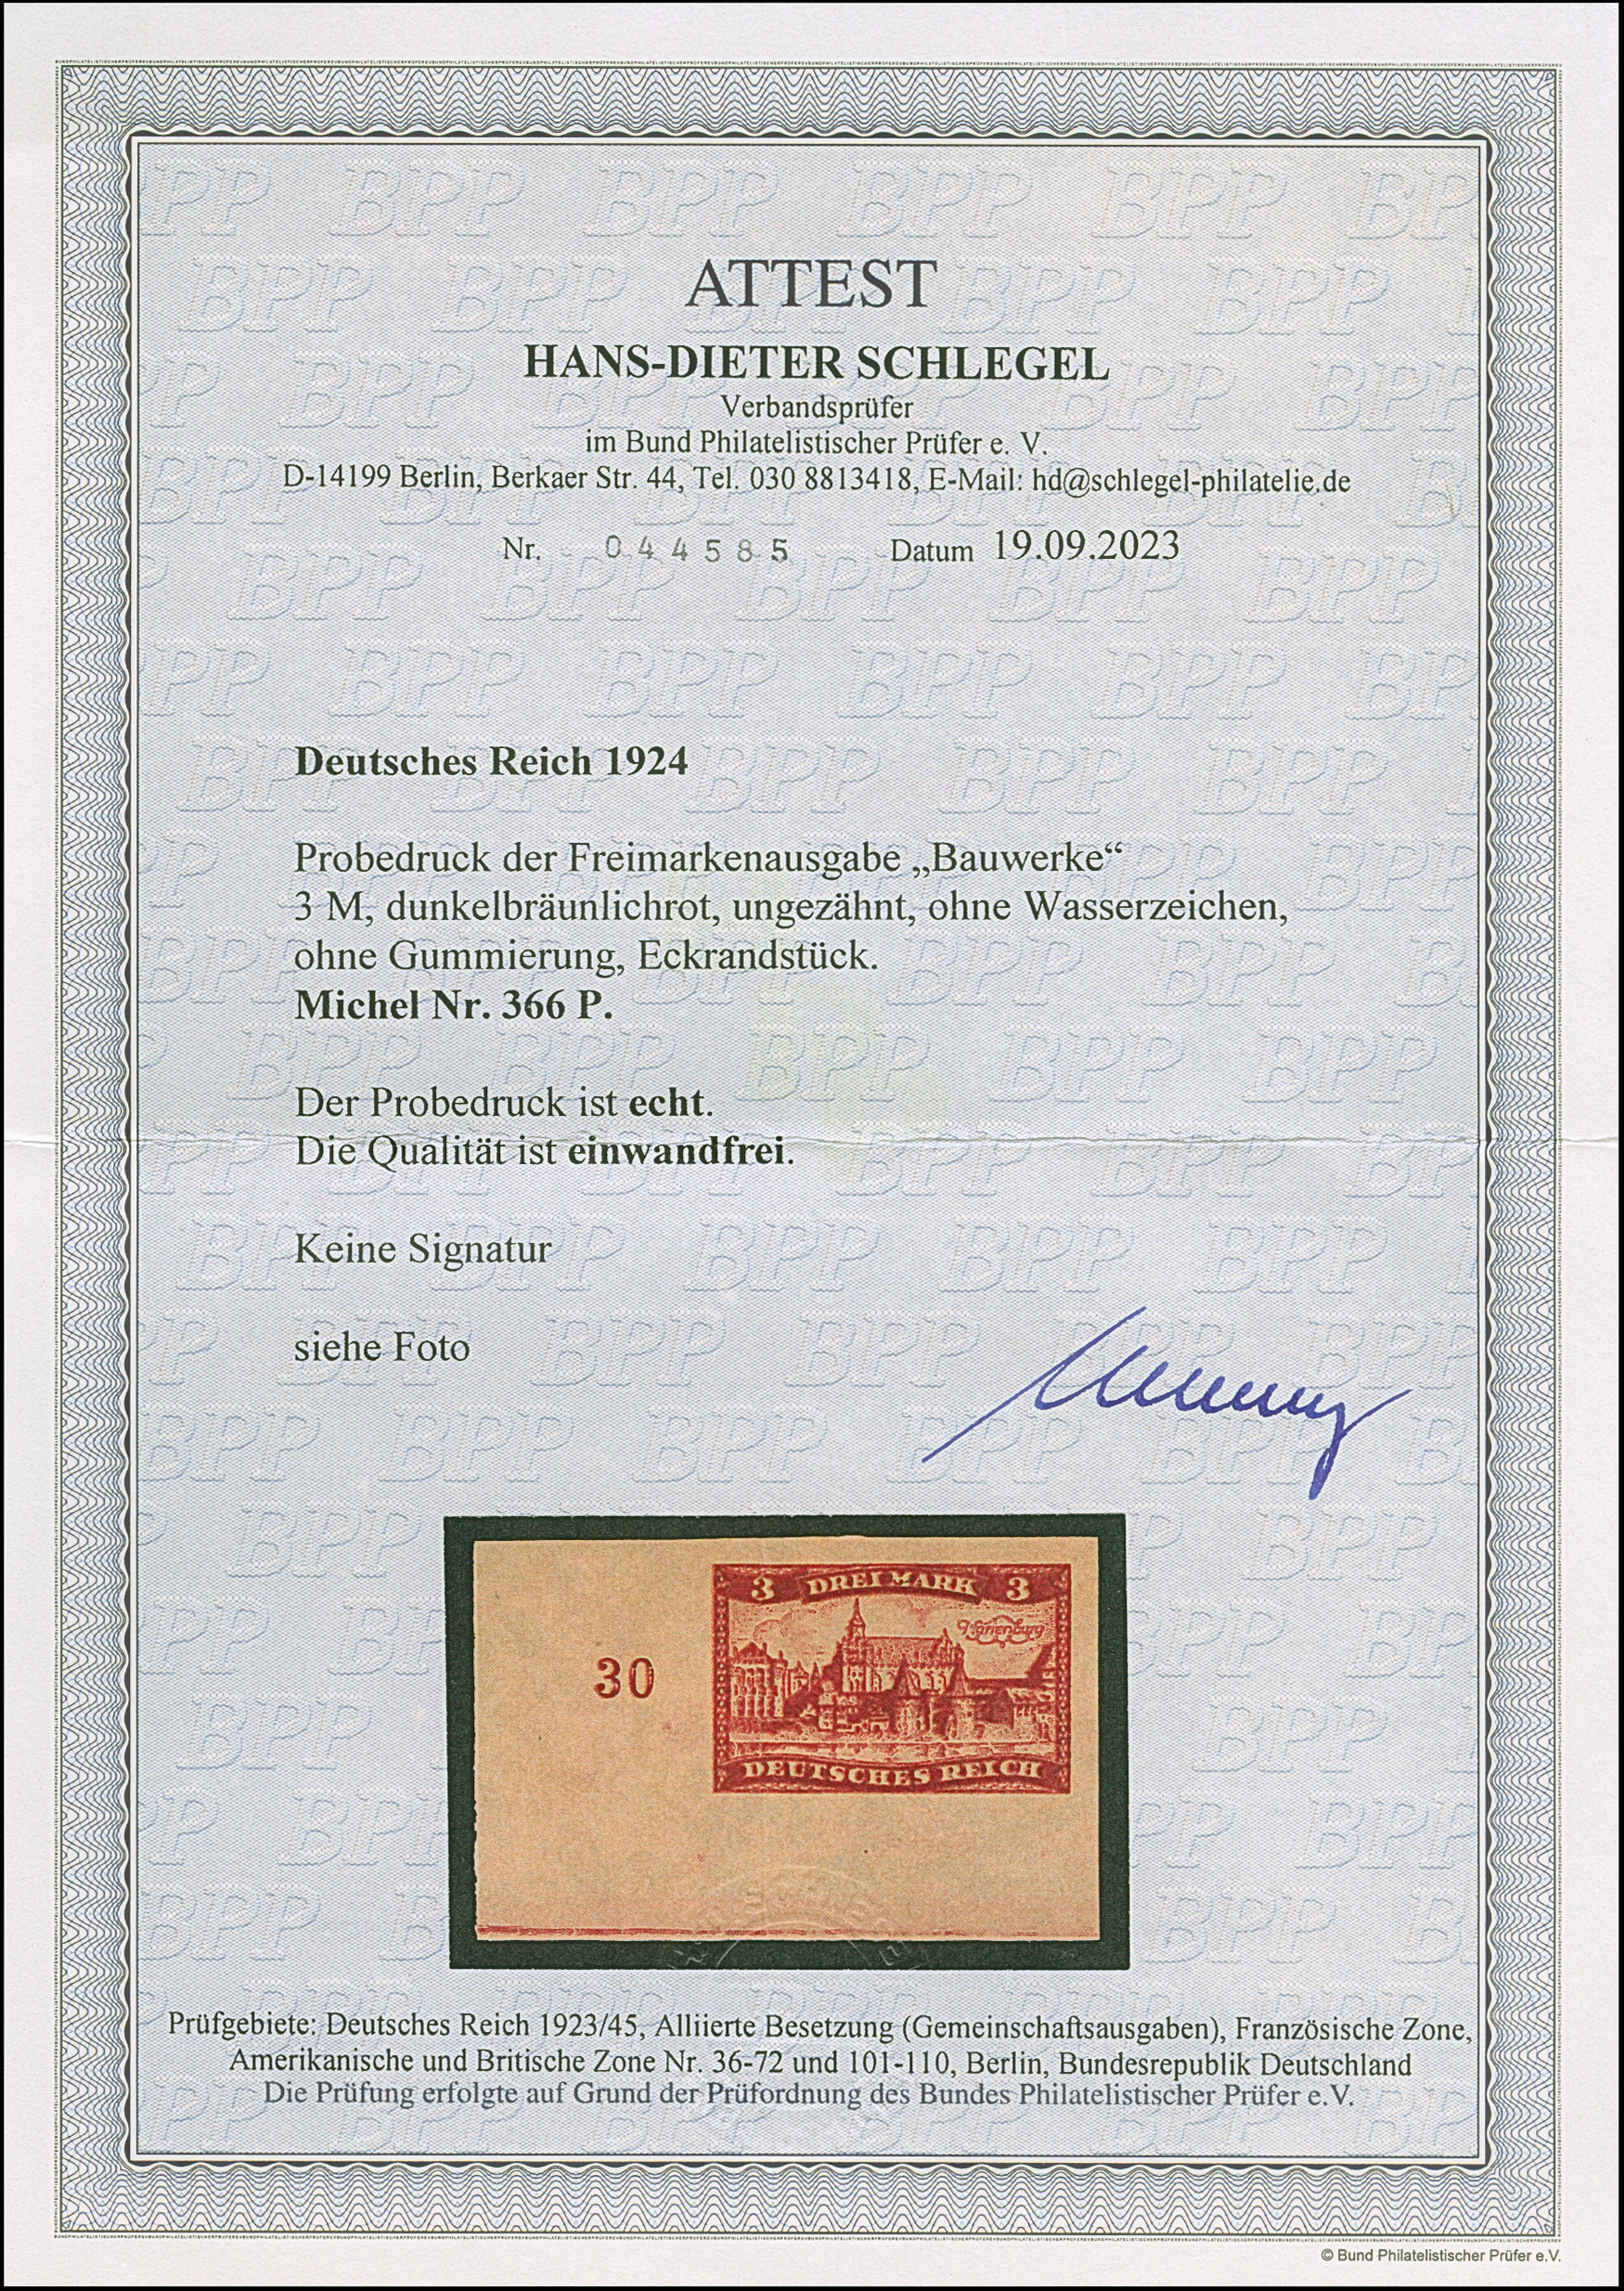 ATTEST
HANS-DIETER SCHLEGEL
Verbandsprüfer
im Bund Philatelistischer Prüfer e. V.
D-14199 Berlin, Berkaer Str. 44, Tel. 030 8813418, E-Mail: hd@schlegel-philatelie.de
Nr. 044585 Datum 19.09.2023
Deutsches Reich 1924
Probedruck der Freimarkenausgabe „Bauwerke“
3 M, dunkelbräunlichrot, ungezähnt, ohne Wasserzeichen,
ohne Gummierung, Eckrandstück.
Michel Nr. 366 P.
Der Probedruck ist echt.
Die Qualität ist einwandfrei.
Keine Signatur
siehe Foto
3 DREI MARK 3
Marienburg
30
DEUTSCHES REICH
Prüfgebiete: Deutsches Reich 1923/45, Alliierte Besetzung (Gemeinschaftsausgaben), Französische Zone,
Amerikanische und Britische Zone Nr. 36-72 und 101-110, Berlin, Bundesrepublik Deutschland
Die Prüfung erfolgte auf Grund der Prüfordnung des Bundes Philatelistischer Prüfer e.V.
© Bund Philatelistischer Prüfer e.V.